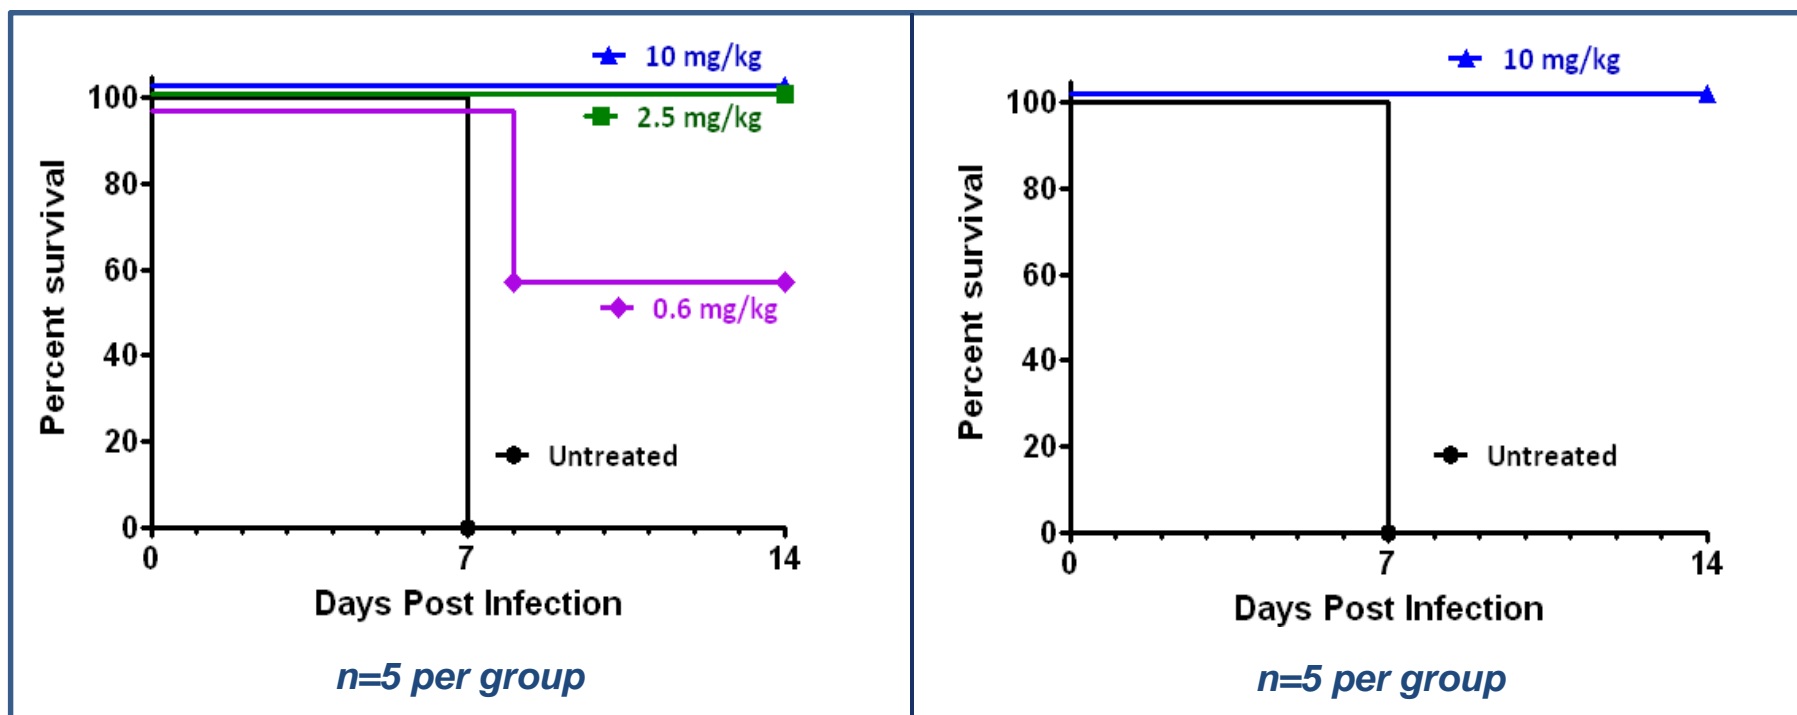 10 mg/kg
2.5 mg/kg
0.6 mg/kg
Untreated
Percent survival
100
80
60
40
20
0
0 7 14
Days Post Infection
n=5 per group
10 mg/kg
Untreated
Percent survival
100
80
60
40
20
0
0 7 14
Days Post Infection
n=5 per group